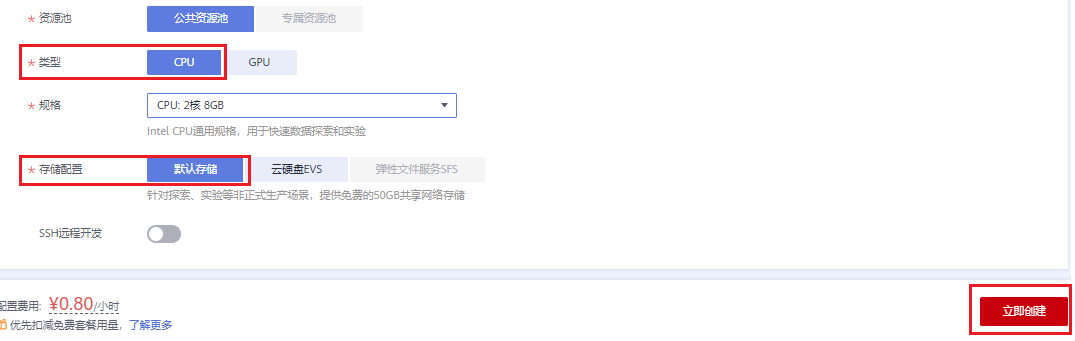 * 资源池 公共资源池 专属资源池
* 类型 CPU GPU
* 规格 CPU: 2核 8GB
Intel CPU通用规格，用于快速数据探索和实验
* 存储配置 默认存储 云硬盘EVS 弹性文件服务SFS
针对探索、实验等非正式生产场景，提供免费的50GB共享网络存储
SSH远程开发
配置费用: ¥0.80/小时
优先扣减免费套餐用量，了解更多
立即创建